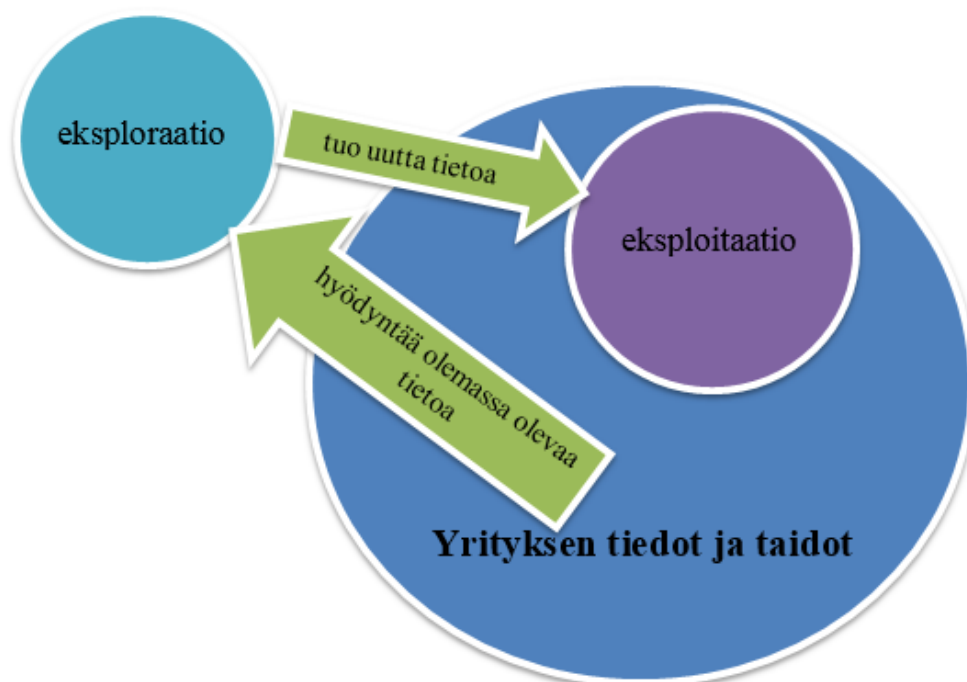 eksploraatio
tuo uutta tietoa
eksploitaatio
hyödyntää olemassa olevaa
tietoa
Yrityksen tiedot ja taidot